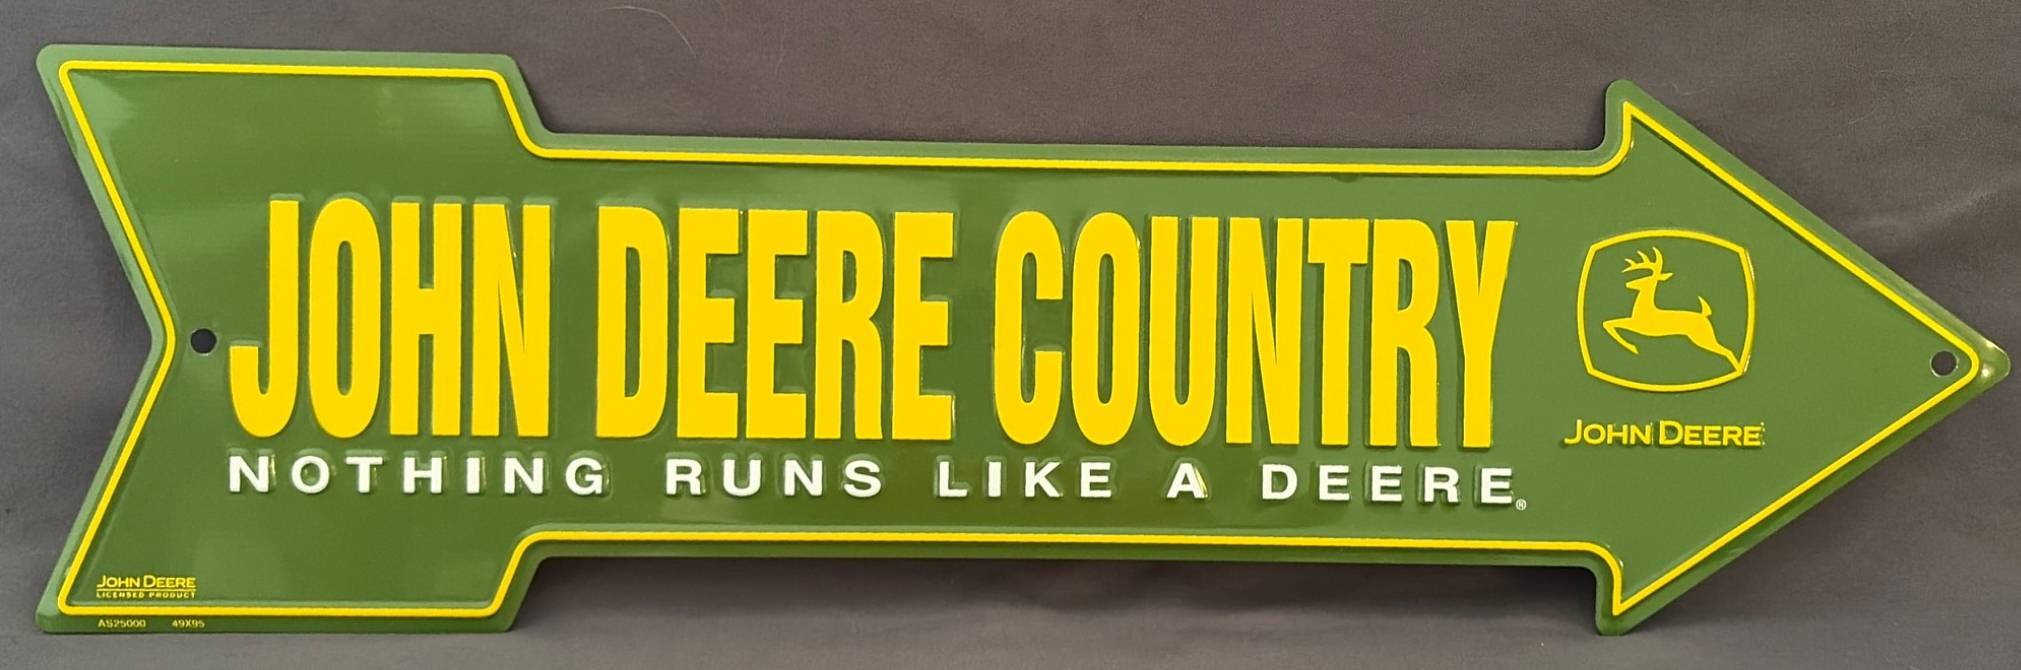 JOHN DEERE COUNTRY
NOTHING RUNS LIKE A DEERE.®
JOHN DEERE
JOHN DEERE
LICENSED PRODUCT
AS25000 49X95